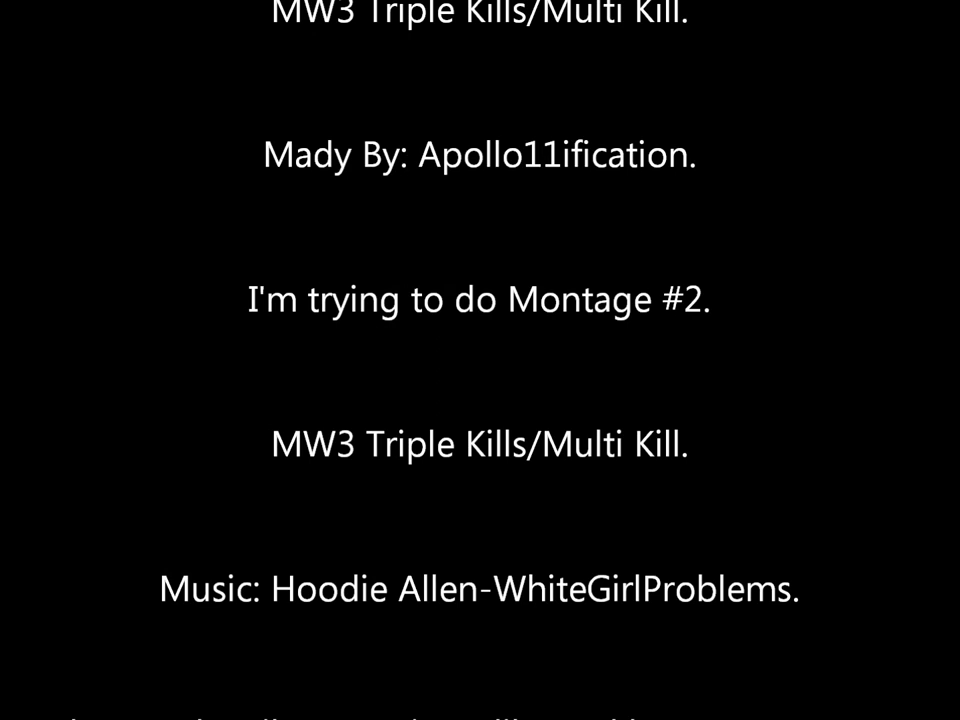 MW3 Triple Kills/Multi Kill.
Mady By: Apollo11ification.
I'm trying to do Montage #2.
MW3 Triple Kills/Multi Kill.
Music: Hoodie Allen-WhiteGirlProblems.